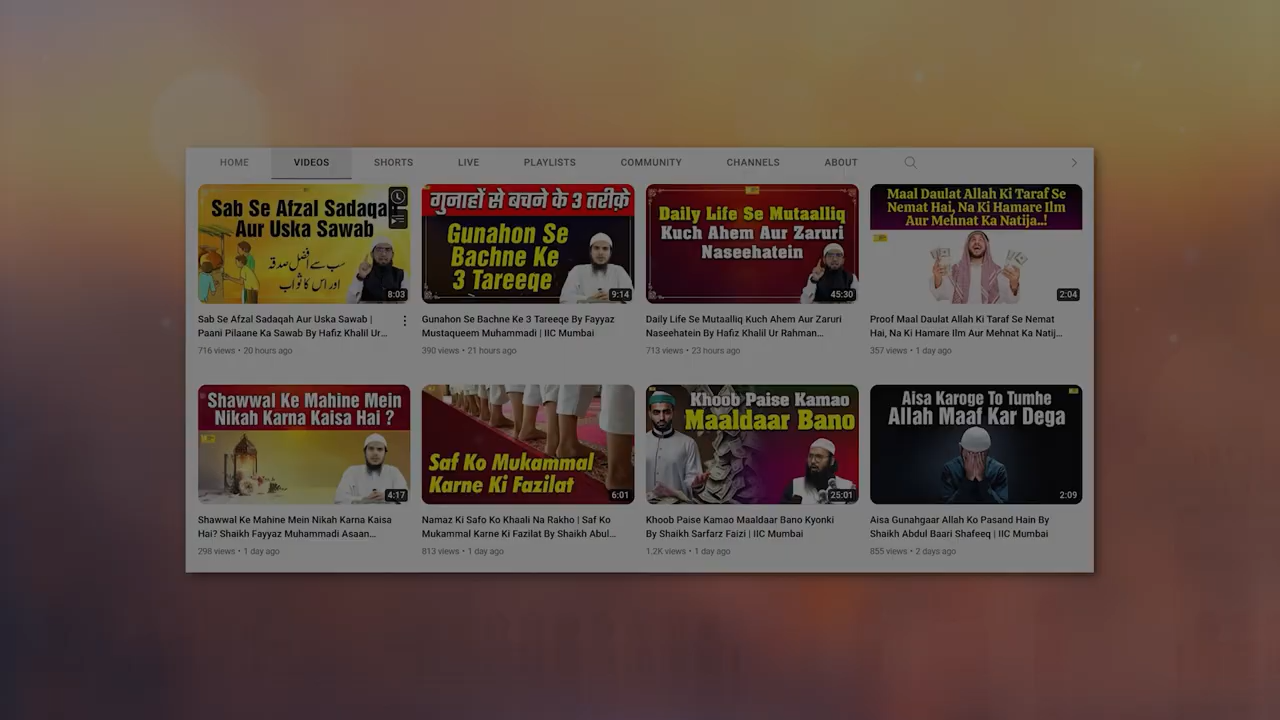 HOME VIDEOS SHORTS LIVE PLAYLISTS COMMUNITY CHANNELS ABOUT
Sab Se Afzal Sadaqa
Aur Uska Sawab
سب سے افضل صدقہ
اور اس کا ثواب
8:03
Sab Se Afzal Sadaqah Aur Uska Sawab |
Paani Pilaane Ka Sawab By Hafiz Khalil Ur...
716 views • 20 hours ago
गुनाहों से बचने के 3 तरीक़े
Gunahon Se
Bachne Ke
3 Tareeqe
9:14
Gunahon Se Bachne Ke 3 Tareeqe By Fayyaz
Mustaqueem Muhammadi | IIC Mumbai
390 views • 21 hours ago
Daily Life Se Mutaalliq
Kuch Ahem Aur Zaruri
Naseehatein
45:30
Daily Life Se Mutaalliq Kuch Ahem Aur Zaruri
Naseehatein By Hafiz Khalil Ur Rahman...
713 views • 23 hours ago
Maal Daulat Allah Ki Taraf Se
Nemat Hai, Na Ki Hamare Ilm
Aur Mehnat Ka Natija..!
2:04
Proof Maal Daulat Allah Ki Taraf Se Nemat
Hai, Na Ki Hamare Ilm Aur Mehnat Ka Natij...
357 views • 1 day ago
Shawwal Ke Mahine Mein
Nikah Karna Kaisa Hai ?
4:17
Shawwal Ke Mahine Mein Nikah Karna Kaisa
Hai? Shaikh Fayyaz Muhammadi Asaan...
298 views • 1 day ago
Saf Ko Mukammal
Karne Ki Fazilat
6:01
Namaz Ki Safo Ko Khaali Na Rakho | Saf Ko
Mukammal Karne Ki Fazilat By Shaikh Abul...
813 views • 1 day ago
Khoob Paise Kamao
Maaldaar Bano
25:01
Khoob Paise Kamao Maaldaar Bano Kyonki
By Shaikh Sarfarz Faizi | IIC Mumbai
1.2K views • 1 day ago
Aisa Karoge To Tumhe
Allah Maaf Kar Dega
2:09
Aisa Gunahgaar Allah Ko Pasand Hain By
Shaikh Abdul Baari Shafeeq | IIC Mumbai
855 views • 2 days ago